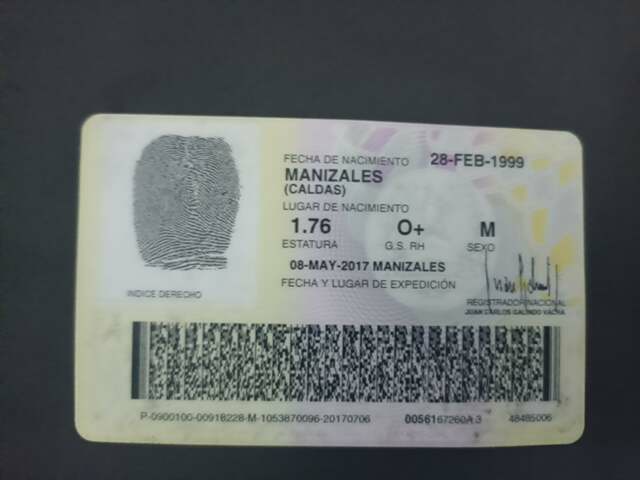 FECHA DE NACIMIENTO 28-FEB-1999
MANIZALES
(CALDAS)
LUGAR DE NACIMIENTO
1.76 O+ M
ESTATURA G.S. RH SEXO
08-MAY-2017 MANIZALES
FECHA Y LUGAR DE EXPEDICIÓN
INDICE DERECHO
REGISTRADOR NACIONAL
JUAN CARLOS GALINDO VACHA
P-0900100-00918228-M-1053870096-20170706 0056167260A 3 48485006